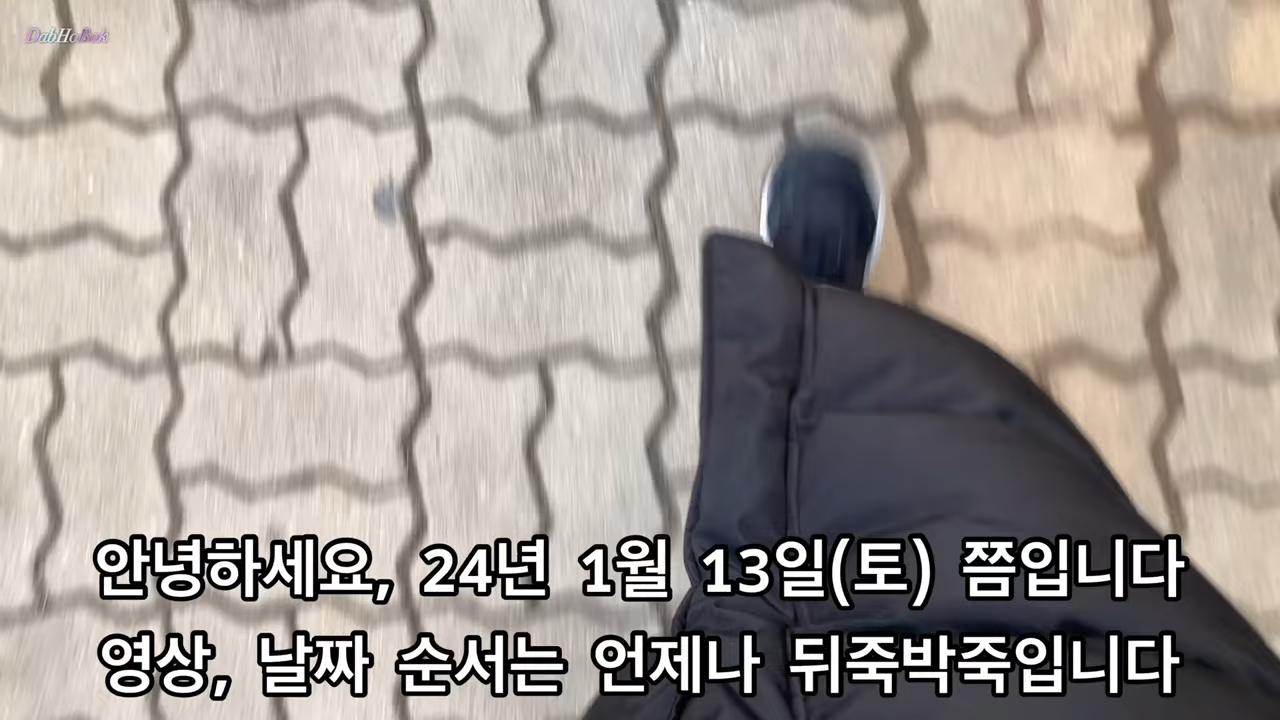 DabHoBak
안녕하세요, 24년 1월 13일(토) 쯤입니다
영상, 날짜 순서는 언제나 뒤죽박죽입니다